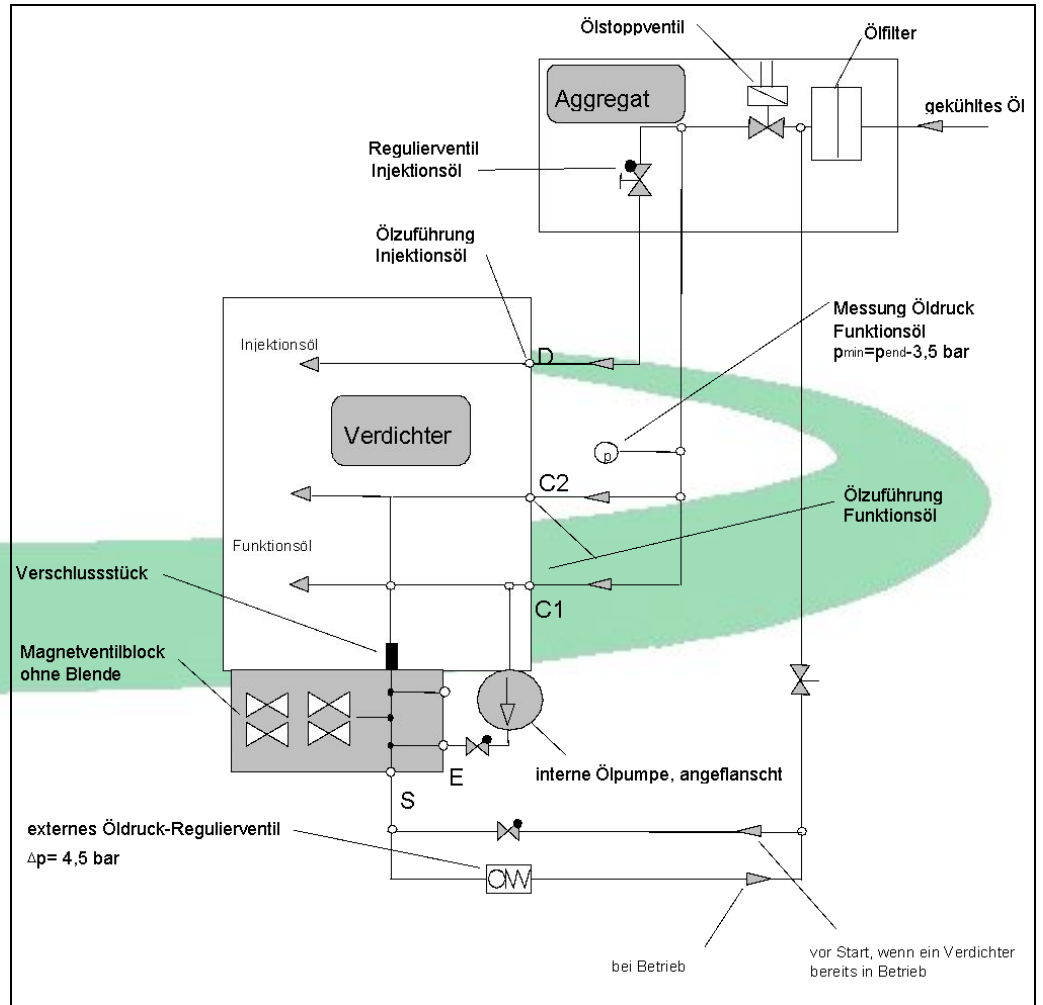 Ölstoppventil
Ölfilter
Aggregat
gekühltes Öl
Regulierventil
Injektionsöl
Ölzuführung
Injektionsöl
Messung Öldruck
Funktionsöl
pmin=pend-3,5 bar
Injektionsöl
D
Verdichter
p
C2
Ölzuführung
Funktionsöl
Funktionsöl
Verschlussstück
C1
Magnetventilblock
ohne Blende
interne Ölpumpe, angeflanscht
E
S
externes Öldruck-Regulierventil
Δp= 4,5 bar
bei Betrieb
vor Start, wenn ein Verdichter
bereits in Betrieb